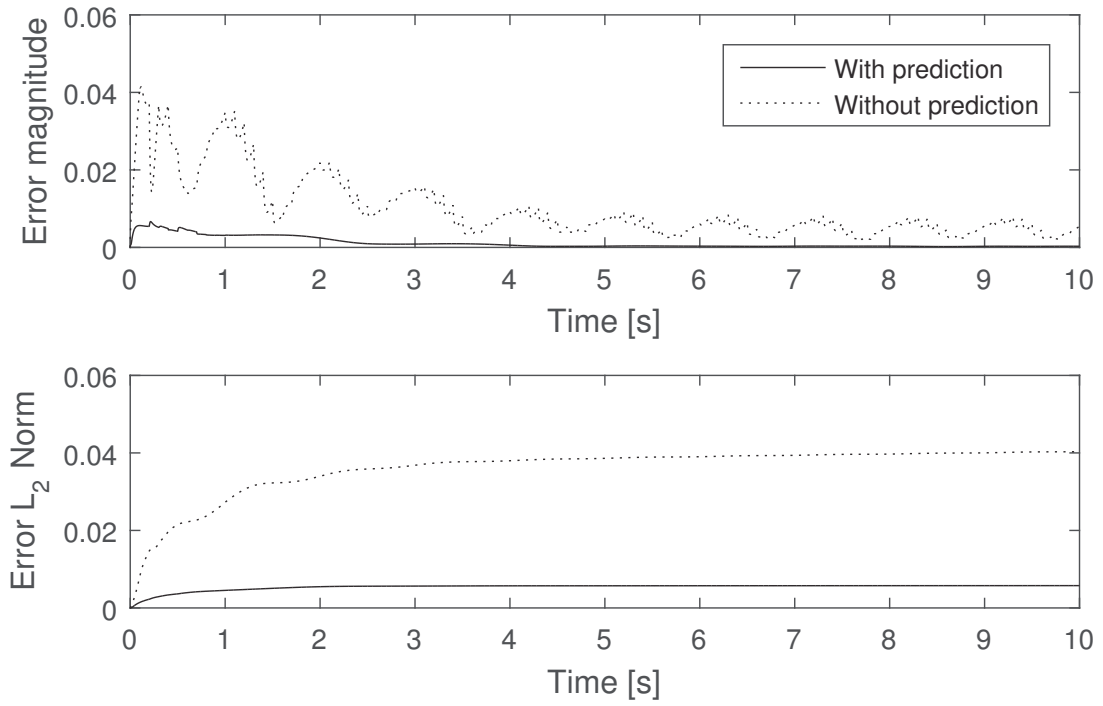 0.06
0.04
0.02
0
Error magnitude
With prediction
Without prediction
0 1 2 3 4 5 6 7 8 9 10
Time [s]
0.06
0.04
0.02
0
Error L2 Norm
0 1 2 3 4 5 6 7 8 9 10
Time [s]